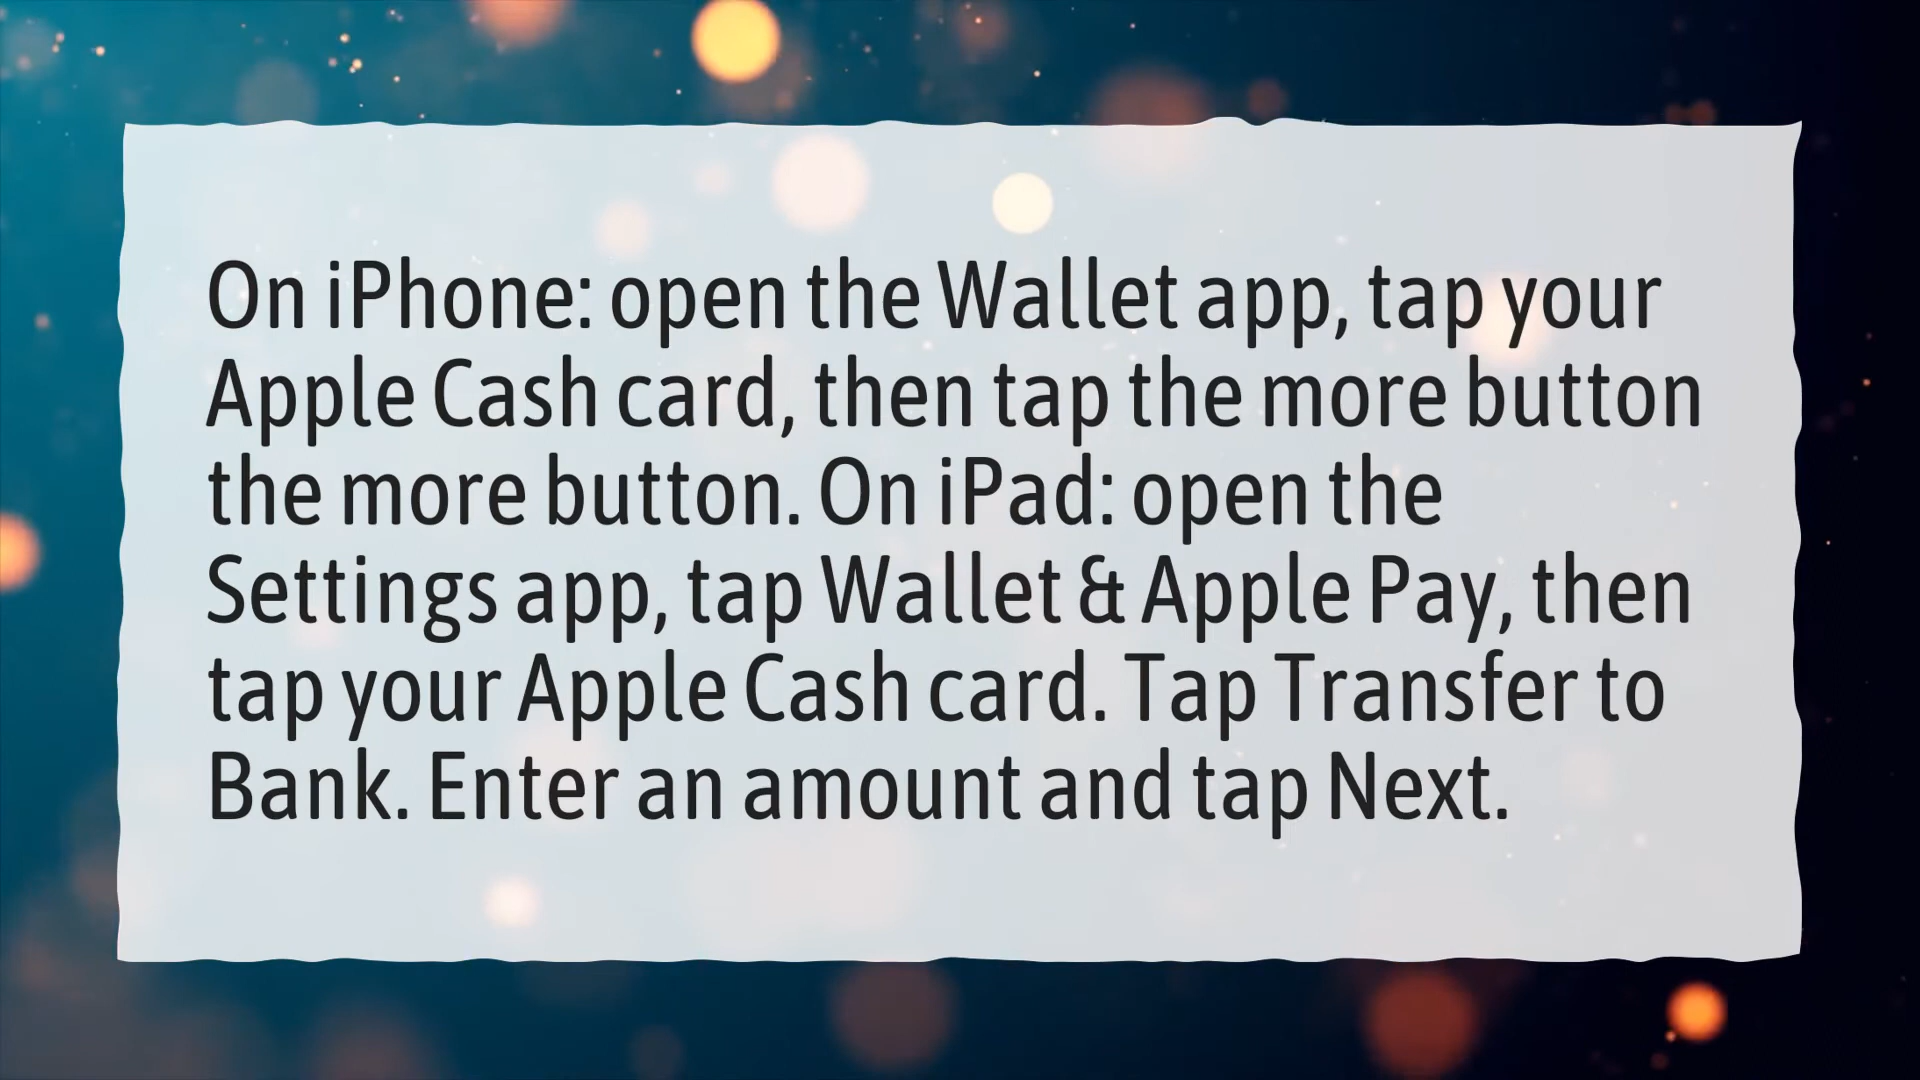 On iPhone: open the Wallet app, tap your
Apple Cash card, then tap the more button
the more button. On iPad: open the
Settings app, tap Wallet & Apple Pay, then
tap your Apple Cash card. Tap Transfer to
Bank. Enter an amount and tap Next.